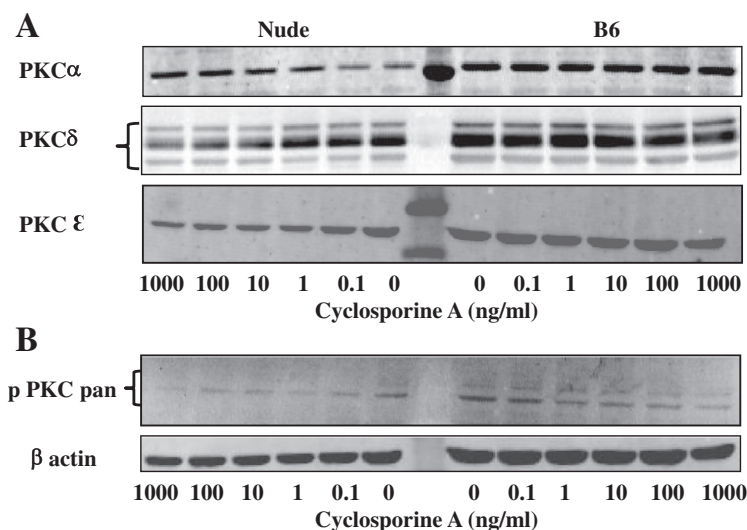 A
Nude B6
PKCα
PKCδ
PKC ε
1000 100 10 1 0.1 0 0 0.1 1 10 100 1000
Cyclosporine A (ng/ml)
B
p PKC pan
β actin
1000 100 10 1 0.1 0 0 0.1 1 10 100 1000
Cyclosporine A (ng/ml)